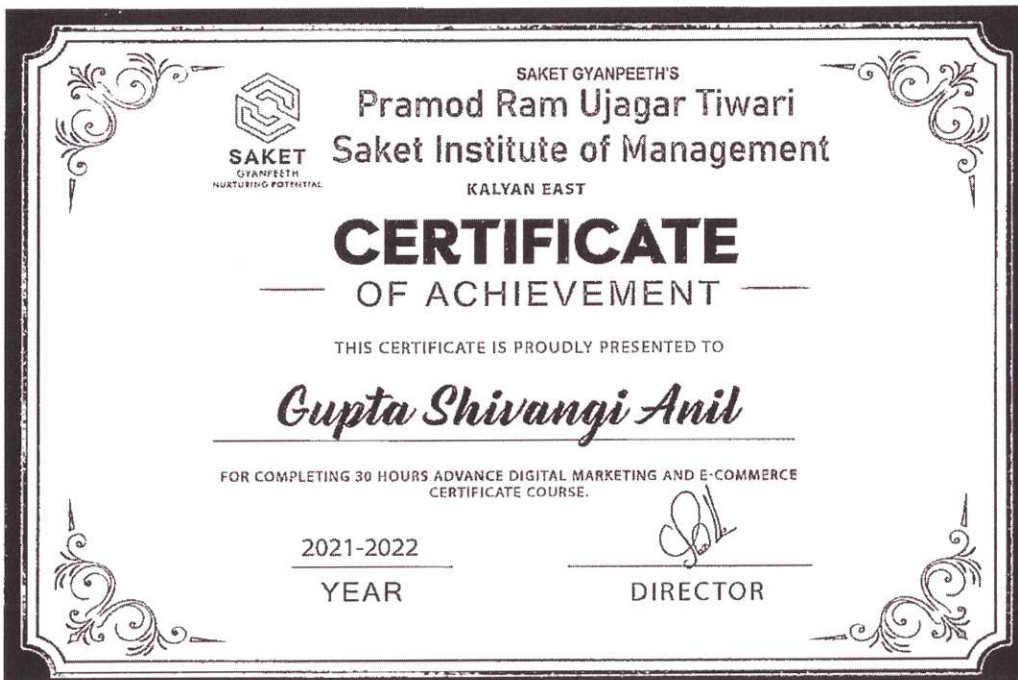 SAKET GYANPEETH'S
Pramod Ram Ujagar Tiwari
Saket Institute of Management
KALYAN EAST
SAKET
GYANPEETH
NURTURING POTENTIAL
CERTIFICATE
OF ACHIEVEMENT
THIS CERTIFICATE IS PROUDLY PRESENTED TO
Gupta Shivangi Anil
FOR COMPLETING 30 HOURS ADVANCE DIGITAL MARKETING AND E-COMMERCE
CERTIFICATE COURSE.
2021-2022
YEAR
DIRECTOR